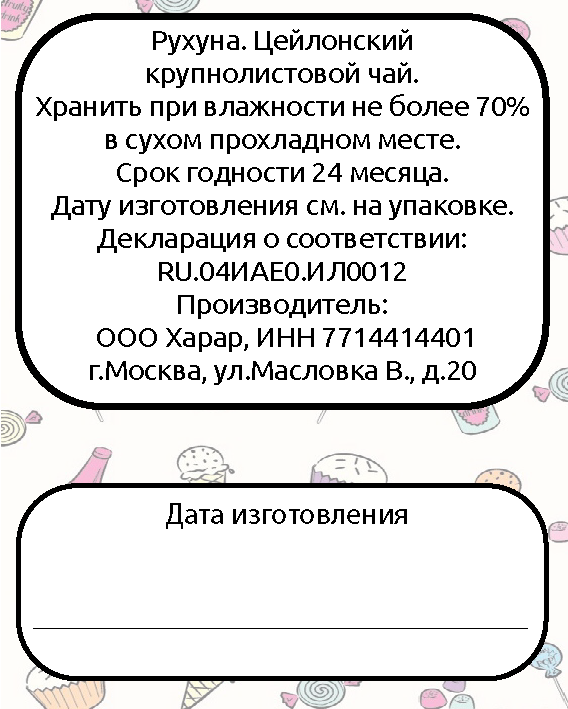 Рухуна. Цейлонский
крупнолистовой чай.
Хранить при влажности не более 70%
в сухом прохладном месте.
Срок годности 24 месяца.
Дату изготовления см. на упаковке.
Декларация о соответствии:
RU.04ИАЕ0.ИЛ0012
Производитель:
ООО Харар, ИНН 7714414401
г.Москва, ул.Масловка В., д.20
Дата изготовления